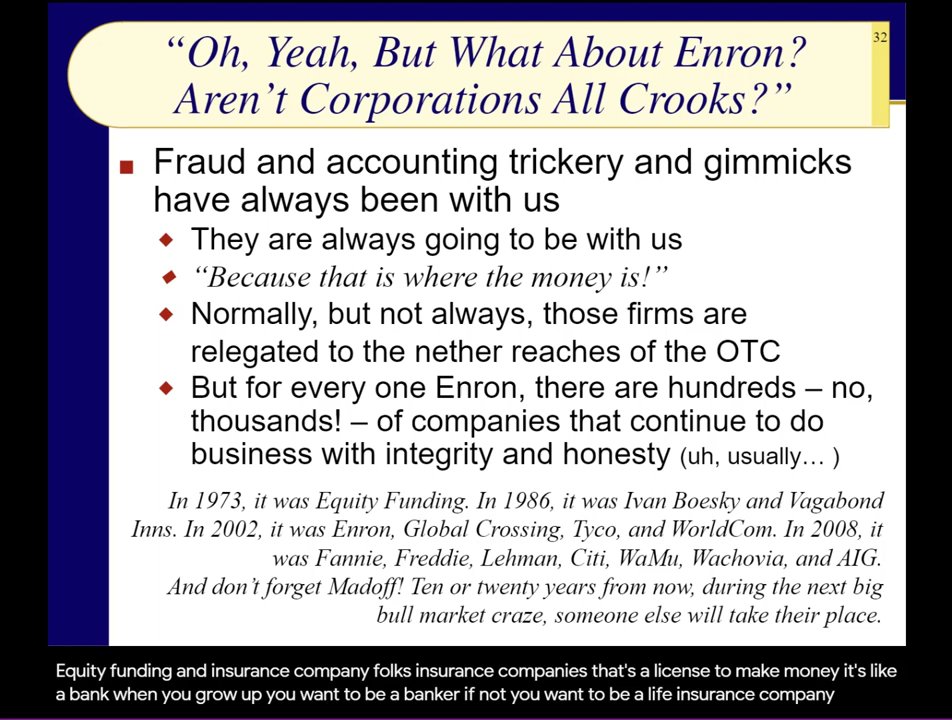 32
“Oh, Yeah, But What About Enron?
Aren’t Corporations All Crooks?”
Fraud and accounting trickery and gimmicks
have always been with us
They are always going to be with us
“Because that is where the money is!”
Normally, but not always, those firms are
relegated to the nether reaches of the OTC
But for every one Enron, there are hundreds – no,
thousands! – of companies that continue to do
business with integrity and honesty (uh, usually… )
In 1973, it was Equity Funding. In 1986, it was Ivan Boesky and Vagabond
Inns. In 2002, it was Enron, Global Crossing, Tyco, and WorldCom. In 2008, it
was Fannie, Freddie, Lehman, Citi, WaMu, Wachovia, and AIG.
And don’t forget Madoff! Ten or twenty years from now, during the next big
bull market craze, someone else will take their place.
Equity funding and insurance company folks insurance companies that's a license to make money it's like
a bank when you grow up you want to be a banker if not you want to be a life insurance company